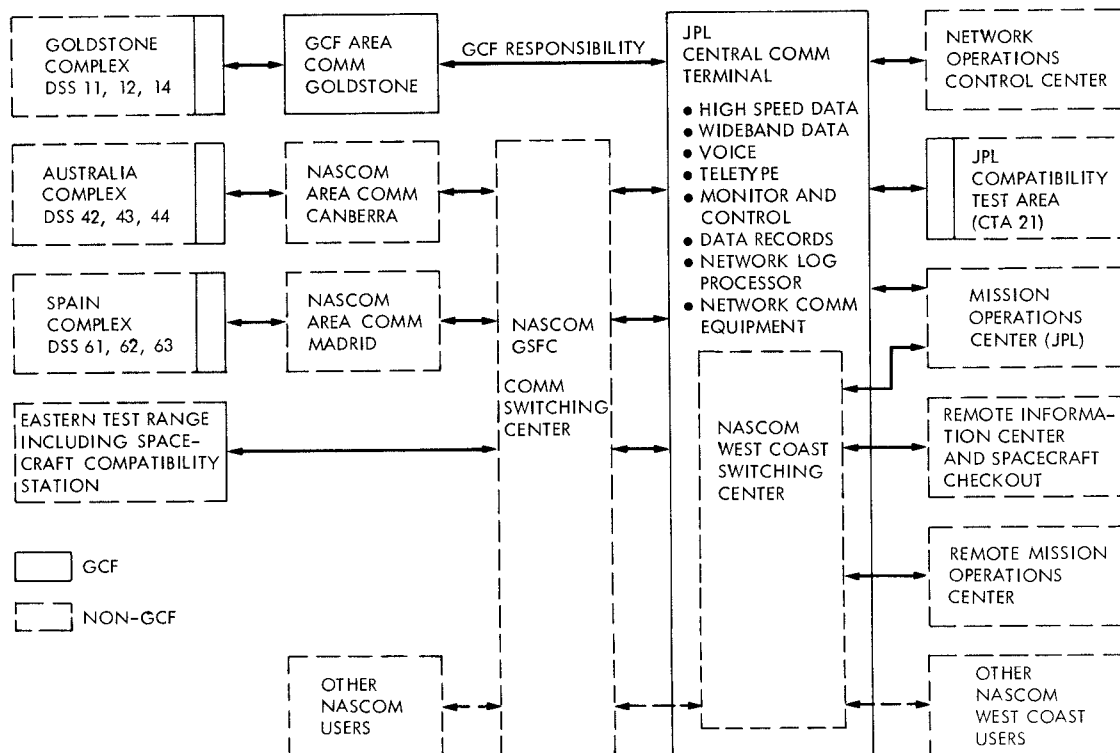 GOLDSTONE
COMPLEX
DSS 11, 12, 14
GCF AREA
COMM
GOLDSTONE
GCF RESPONSIBILITY
JPL
CENTRAL COMM
TERMINAL
● HIGH SPEED DATA
● WIDEBAND DATA
● VOICE
● TELETYPE
● MONITOR AND
CONTROL
● DATA RECORDS
● NETWORK LOG
PROCESSOR
● NETWORK COMM
EQUIPMENT
NETWORK
OPERATIONS
CONTROL CENTER
AUSTRALIA
COMPLEX
DSS 42, 43, 44
NASCOM
AREA COMM
CANBERRA
JPL
COMPATIBILITY
TEST AREA
(CTA 21)
SPAIN
COMPLEX
DSS 61, 62, 63
NASCOM
AREA COMM
MADRID
NASCOM
GSFC
COMM
SWITCHING
CENTER
MISSION
OPERATIONS
CENTER (JPL)
EASTERN TEST RANGE
INCLUDING SPACE-
CRAFT COMPATIBILITY
STATION
NASCOM
WEST COAST
SWITCHING
CENTER
REMOTE INFORMA-
TION CENTER
AND SPACECRAFT
CHECKOUT
REMOTE MISSION
OPERATIONS
CENTER
GCF
NON-GCF
OTHER
NASCOM
USERS
OTHER
NASCOM
WEST COAST
USERS